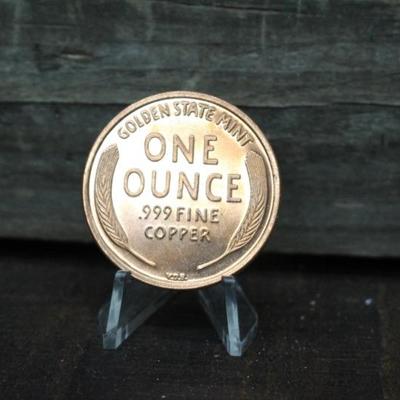 GOLDEN STATE MINT
ONE
OUNCE
.999 FINE
COPPER